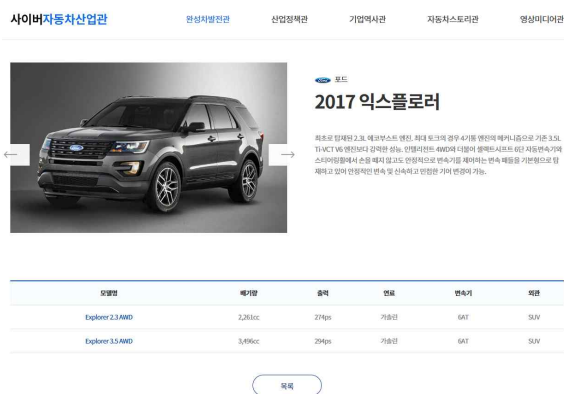 사이버자동차산업관
완성차발전관 산업정책관 기업역사관 자동차스토리관 영상미디어관
Ford 포드
2017 익스플로러
최초로 탑재된 2.3L 에코부스트 엔진, 최대 토크의 경우 4기통 엔진의 메커니즘으로 기존 3.5L
Ti-VCT V6 엔진보다 강력한 성능. 인텔리전트 4WD와 더불어 셀렉트시프트 6단 자동변속기와
스티어링휠에서 손을 떼지 않고도 안정적으로 변속기를 제어하는 변속 패들을 기본형으로 탑
재하고 있어 안정적인 변속 및 신속하고 민첩한 기어 변경이 가능.
모델명 배기량 출력 연료 변속기 외관
Explorer 2.3 AWD 2,261cc 274ps 가솔린 6AT SUV
Explorer 3.5 AWD 3,496cc 294ps 가솔린 6AT SUV
목록